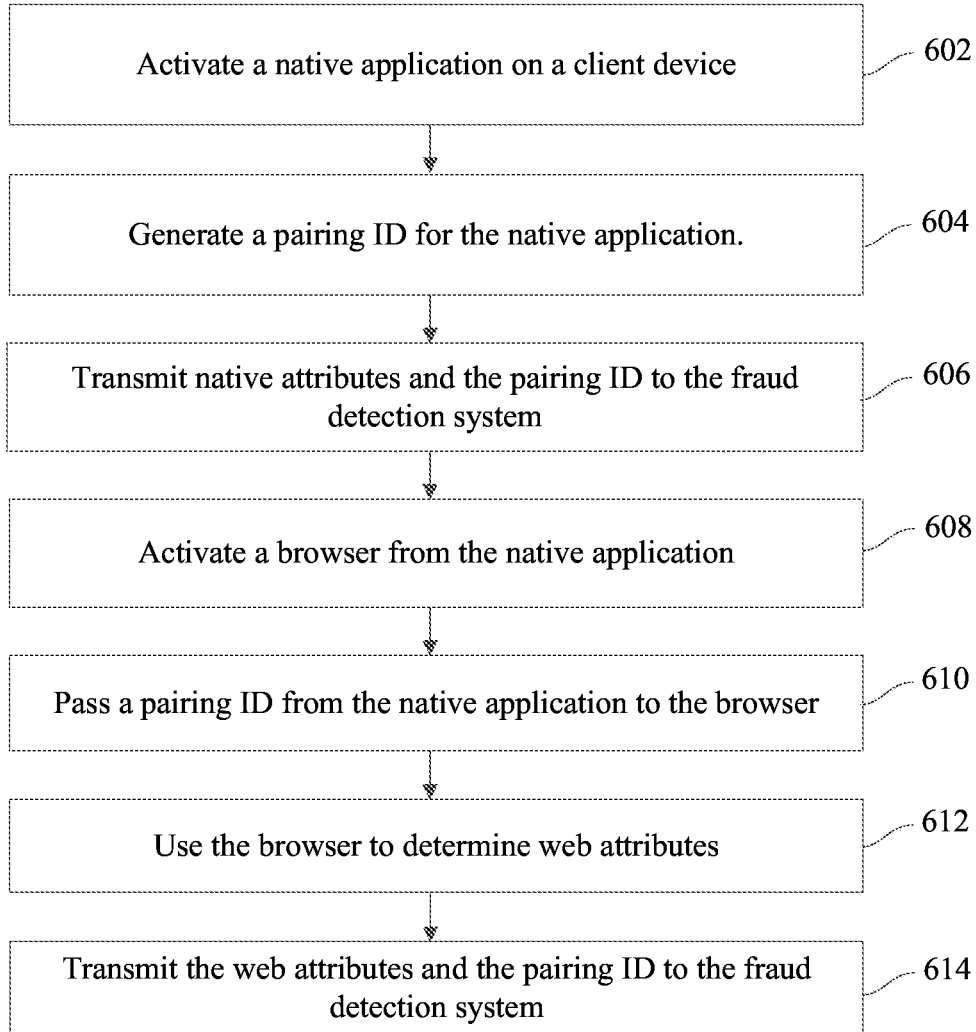 Activate a native application on a client device
602
Generate a pairing ID for the native application.
604
Transmit native attributes and the pairing ID to the fraud
detection system
606
Activate a browser from the native application
608
Pass a pairing ID from the native application to the browser
610
Use the browser to determine web attributes
612
Transmit the web attributes and the pairing ID to the fraud
detection system
614